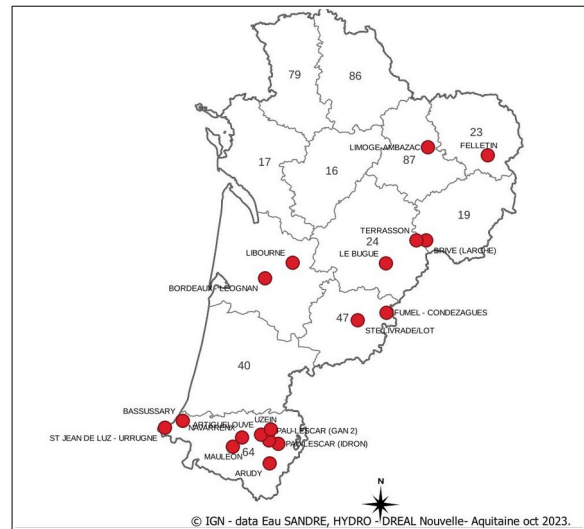 79
86
23
LIMOGE-AMBAZAC
FELLETIN
87
17
16
19
TERRASSON
24
BRIVE (LARCHE)
LIBOURNE
LE BUGUE
BORDEAUX - LEOGNAN
FUMEL - CONDEZAGUES
47
STE LIVRADE/LOT
40
BASSUSSARY
UZEIN
ARTIGUELOUVE
NAVARRENX
PAU-LESCAR (GAN 2)
ST JEAN DE LUZ - URRUGNE
PAU-LESCAR (IDRON)
64
MAULEON
ARUDY
N
© IGN - data Eau SANDRE, HYDRO - DREAL Nouvelle- Aquitaine oct 2023.